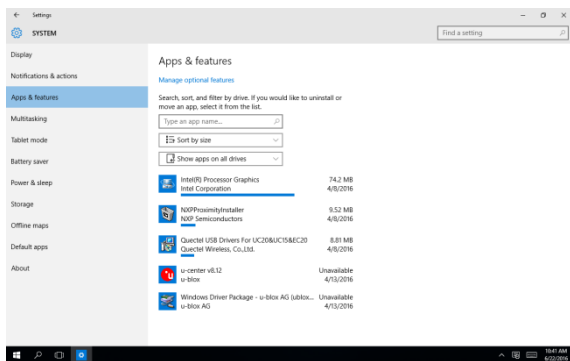 Settings
SYSTEM
Find a setting
Display
Notifications & actions
Apps & features
Multitasking
Tablet mode
Battery saver
Power & sleep
Storage
Offline maps
Default apps
About
Apps & features
Manage optional features
Search, sort, and filter by drive. If you would like to uninstall or
move an app, select it from the list.
Type an app name...
Sort by size
Show apps on all drives
Intel(R) Processor Graphics 74.2 MB
Intel Corporation 4/8/2016
NXPProximityInstaller 9.52 MB
NXP Semiconductors 4/8/2016
Quectel USB Drivers For UC20&UC15&EC20 8.81 MB
Quectel Wireless, Co,.Ltd. 4/8/2016
u-center v8.12 Unavailable
u-blox 4/13/2016
Windows Driver Package - u-blox AG (ublox... Unavailable
u-blox AG 4/13/2016
6/22/2016